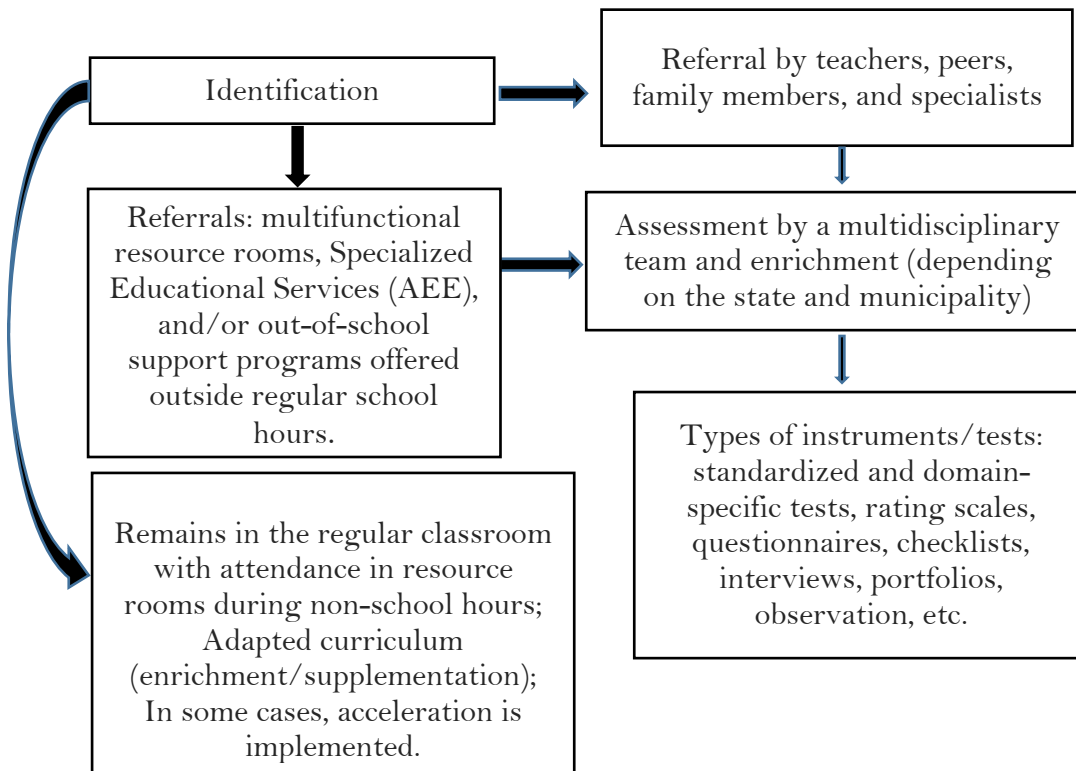 Identification
Referral by teachers, peers,
family members, and specialists
Referrals: multifunctional
resource rooms, Specialized
Educational Services (AEE),
and/or out-of-school
support programs offered
outside regular school
hours.
Assessment by a multidisciplinary
team and enrichment (depending
on the state and municipality)
Types of instruments/tests:
standardized and domain-
specific tests, rating scales,
questionnaires, checklists,
interviews, portfolios,
observation, etc.
Remains in the regular classroom
with attendance in resource
rooms during non-school hours;
Adapted curriculum
(enrichment/supplementation);
In some cases, acceleration is
implemented.